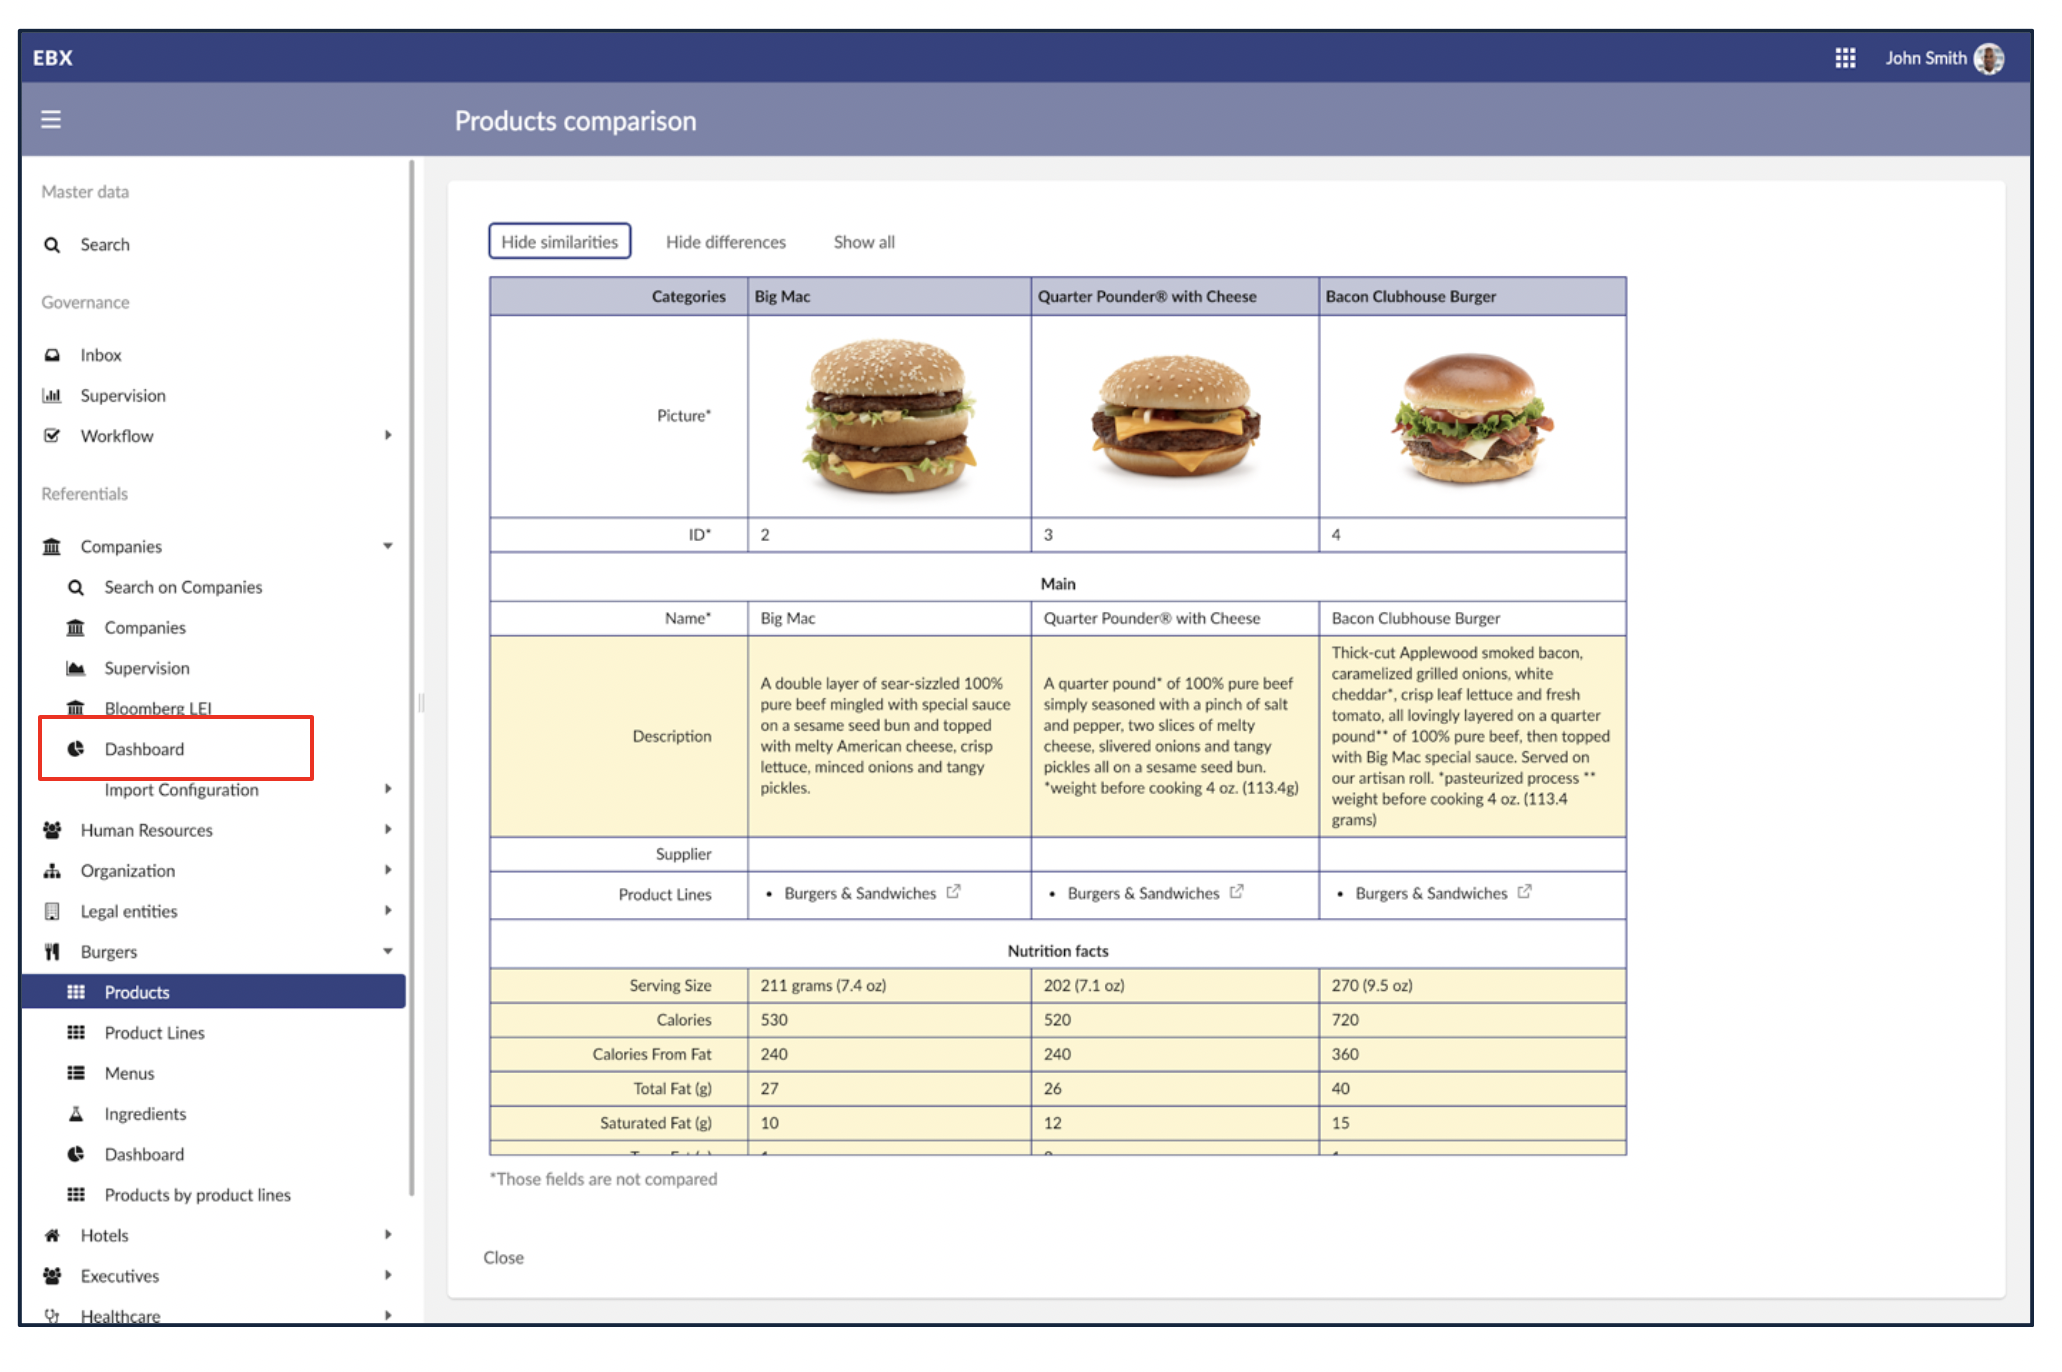 EBX
John Smith
Products comparison
Master data
Search
Governance
Inbox
Supervision
Workflow
Referentials
Companies
Search on Companies
Companies
Supervision
Bloomberg LEI
Dashboard
Import Configuration
Human Resources
Organization
Legal entities
Burgers
Products
Product Lines
Menus
Ingredients
Dashboard
Products by product lines
Hotels
Executives
Healthcare
Hide similarities Hide differences Show all
Categories Big Mac Quarter Pounder® with Cheese Bacon Clubhouse Burger
Picture*
ID* 2 3 4
Main
Name* Big Mac Quarter Pounder® with Cheese Bacon Clubhouse Burger
Description
A double layer of sear-sizzled 100%
pure beef mingled with special sauce
on a sesame seed bun and topped
with melty American cheese, crisp
lettuce, minced onions and tangy
pickles.
A quarter pound* of 100% pure beef
simply seasoned with a pinch of salt
and pepper, two slices of melty
cheese, slivered onions and tangy
pickles all on a sesame seed bun.
*weight before cooking 4 oz. (113.4g)
Thick-cut Applewood smoked bacon,
caramelized grilled onions, white
cheddar*, crisp leaf lettuce and fresh
tomato, all lovingly layered on a quarter
pound** of 100% pure beef, then topped
with Big Mac special sauce. Served on
our artisan roll. *pasteurized process **
weight before cooking 4 oz. (113.4
grams)
Supplier
Product Lines • Burgers & Sandwiches • Burgers & Sandwiches • Burgers & Sandwiches
Nutrition facts
Serving Size 211 grams (7.4 oz) 202 (7.1 oz) 270 (9.5 oz)
Calories 530 520 720
Calories From Fat 240 240 360
Total Fat (g) 27 26 40
Saturated Fat (g) 10 12 15
*Those fields are not compared
Close